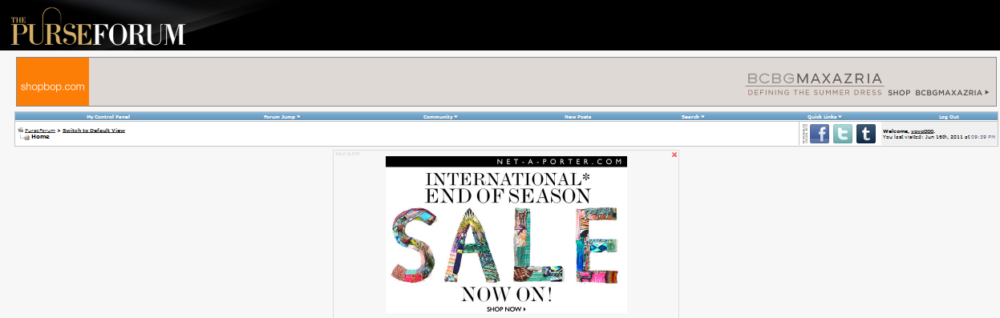 THE
PURSEFORUM
shopbop.com
BCBGMAXAZRIA
DEFINING THE SUMMER DRESS
SHOP BCBGMAXAZRIA
My Control Panel Forum Jump Community New Posts Search Quick Links Log Out
PurseForum > Switch to Default View
Home
Welcome, yoyo000.
You last visited: Jun 16th, 2011 at 09:39 PM
SALE ALERT
NET-A-PORTER.COM
INTERNATIONAL*
END OF SEASON
SALE
NOW ON!
SHOP NOW